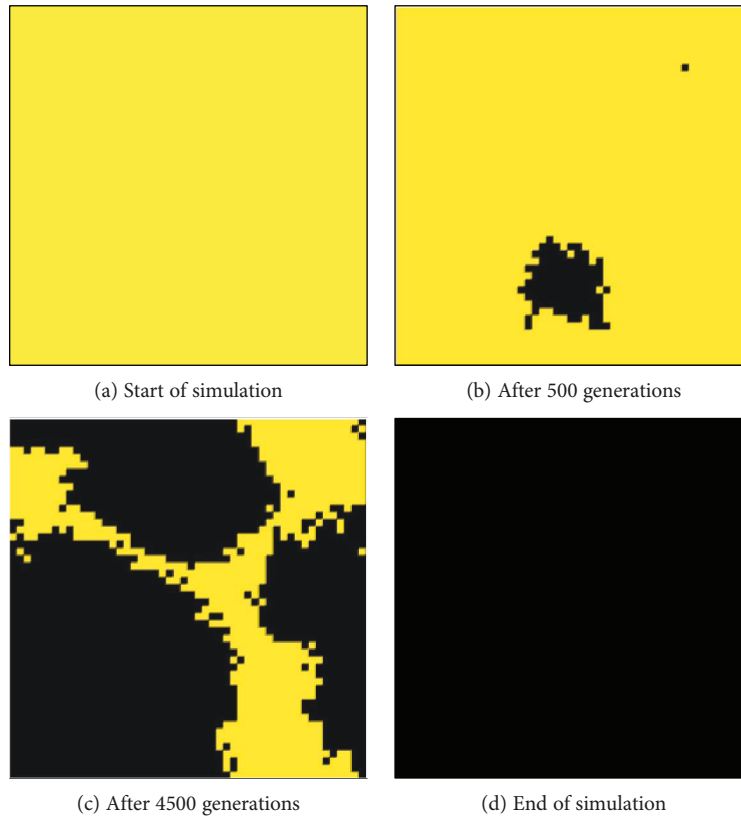 (a) Start of simulation
(b) After 500 generations
(c) After 4500 generations
(d) End of simulation